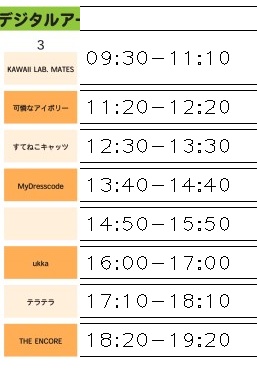 デジタルアー
3
KAWAII LAB. MATES 09:30-11:10
可憐なアイボリー 11:20-12:20
すてねこキャッツ 12:30-13:30
MyDresscode 13:40-14:40
14:50-15:50
ukka 16:00-17:00
テラテラ 17:10-18:10
THE ENCORE 18:20-19:20